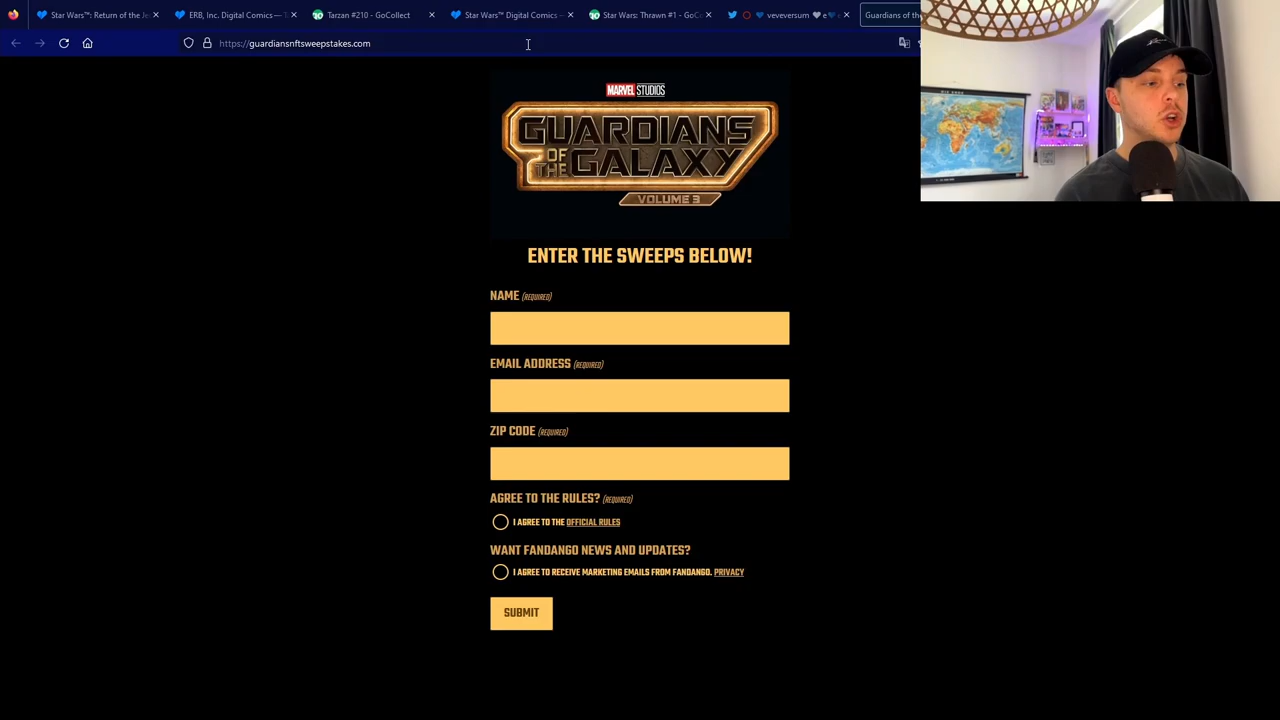 Star Wars™: Return of the Je
ERB, Inc. Digital Comics — T
Tarzan #210 - GoCollect
Star Wars™ Digital Comics —
Star Wars: Thrawn #1 - GoC
veveversum
Guardians of the
https://guardiansnftsweepstakes.com
MARVEL STUDIOS
GUARDIANS
OF THE GALAXY
VOLUME 3
ENTER THE SWEEPS BELOW!
NAME (REQUIRED)
EMAIL ADDRESS (REQUIRED)
ZIP CODE (REQUIRED)
AGREE TO THE RULES? (REQUIRED)
I AGREE TO THE OFFICIAL RULES
WANT FANDANGO NEWS AND UPDATES?
I AGREE TO RECEIVE MARKETING EMAILS FROM FANDANGO. PRIVACY
SUBMIT